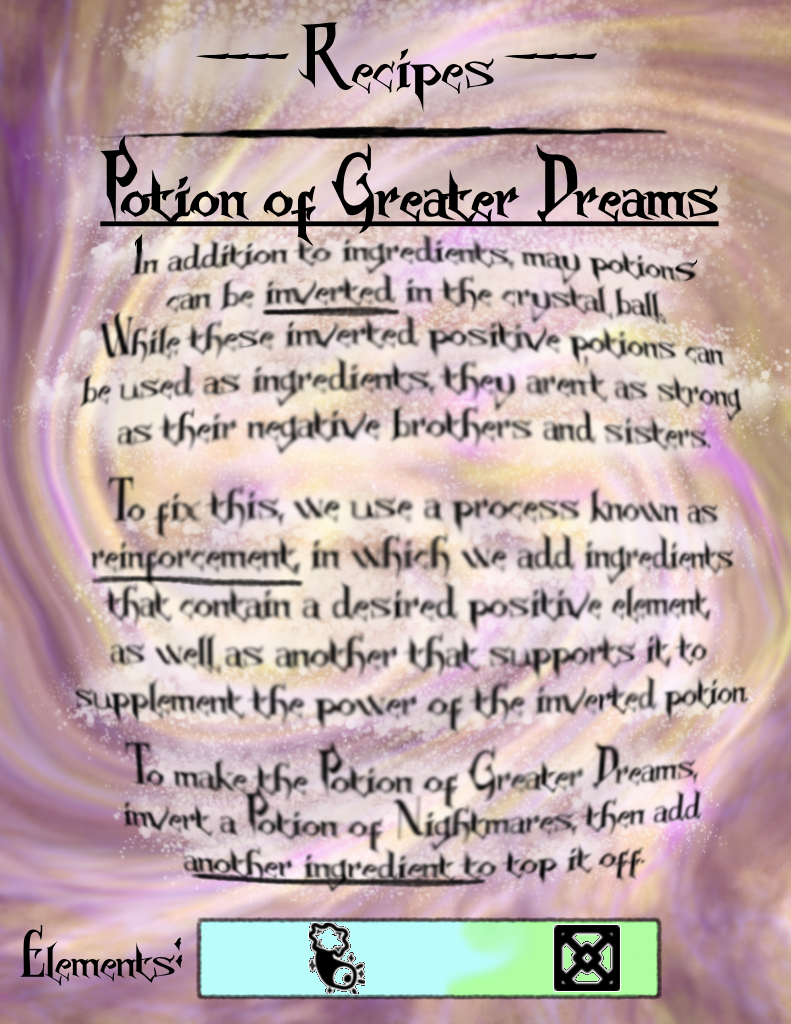 Recipes
Potion of Greater Dreams
In addition to ingredients, may potions
can be inverted in the crystal ball.
While these inverted positive potions can
be used as ingredients, they aren't as strong
as their negative brothers and sisters.
To fix this, we use a process known as
reinforcement, in which we add ingredients
that contain a desired positive element,
as well as another that supports it, to
supplement the power of the inverted potion
To make the Potion of Greater Dreams,
invert a Potion of Nightmares, then add
another ingredient to top it off.
Elements: